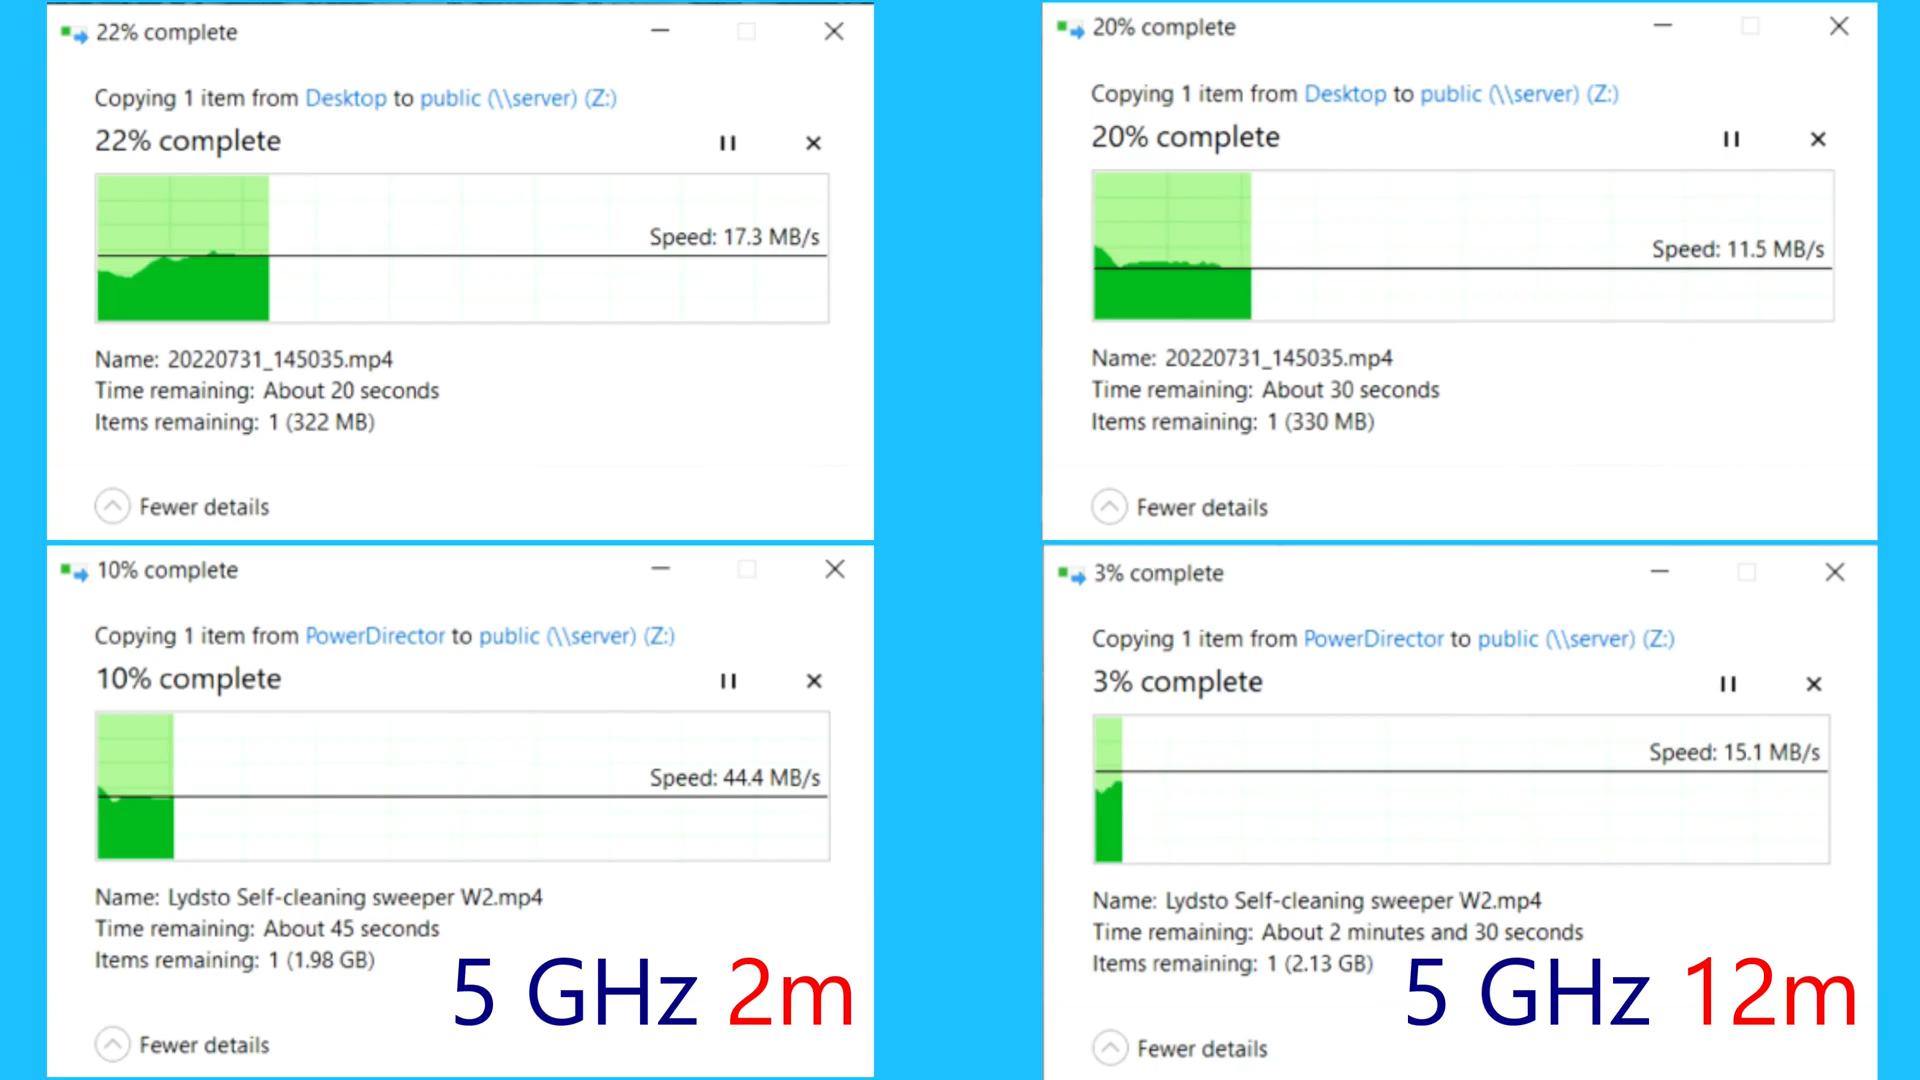 22% complete
Copying 1 item from Desktop to public (\\server) (Z:)
22% complete
Speed: 17.3 MB/s
Name: 20220731_145035.mp4
Time remaining: About 20 seconds
Items remaining: 1 (322 MB)
Fewer details
20% complete
Copying 1 item from Desktop to public (\\server) (Z:)
20% complete
Speed: 11.5 MB/s
Name: 20220731_145035.mp4
Time remaining: About 30 seconds
Items remaining: 1 (330 MB)
Fewer details
10% complete
Copying 1 item from PowerDirector to public (\\server) (Z:)
10% complete
Speed: 44.4 MB/s
Name: Lydsto Self-cleaning sweeper W2.mp4
Time remaining: About 45 seconds
Items remaining: 1 (1.98 GB)
5 GHz 2m
Fewer details
3% complete
Copying 1 item from PowerDirector to public (\\server) (Z:)
3% complete
Speed: 15.1 MB/s
Name: Lydsto Self-cleaning sweeper W2.mp4
Time remaining: About 2 minutes and 30 seconds
Items remaining: 1 (2.13 GB)
5 GHz 12m
Fewer details